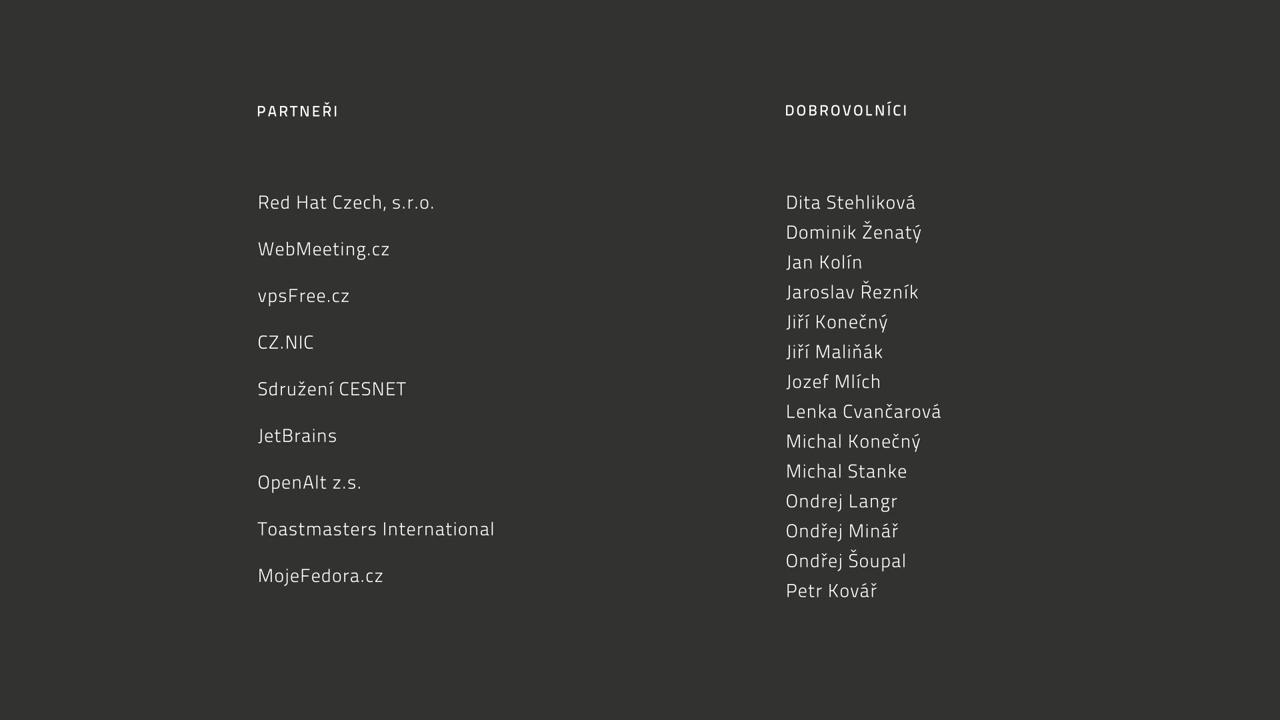 PARTNEŘI
Red Hat Czech, s.r.o.
WebMeeting.cz
vpsFree.cz
CZ.NIC
Sdružení CESNET
JetBrains
OpenAlt z.s.
Toastmasters International
MojeFedora.cz
DOBROVOLNÍCI
Dita Stehliková
Dominik Ženatý
Jan Kolín
Jaroslav Řezník
Jiří Konečný
Jiří Maliňák
Jozef Mlích
Lenka Cvančarová
Michal Konečný
Michal Stanke
Ondrej Langr
Ondřej Minář
Ondřej Šoupal
Petr Kovář